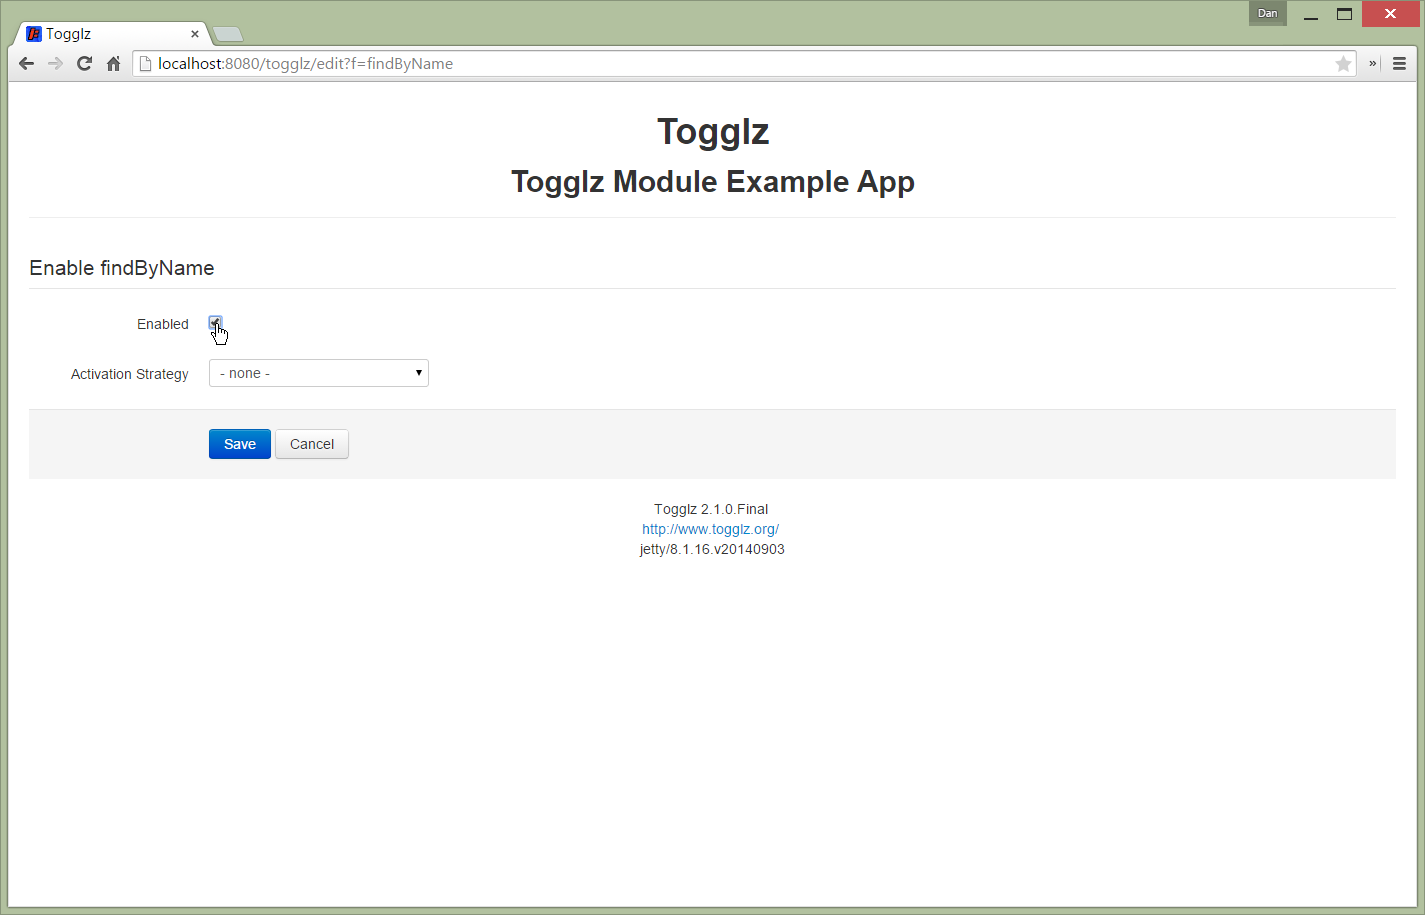 Dan
Togglz
localhost:8080/togglz/edit?f=findByName
Togglz
Togglz Module Example App
Enable findByName
Enabled
Activation Strategy - none -
Save Cancel
Togglz 2.1.0.Final
http://www.togglz.org/
jetty/8.1.16.v20140903